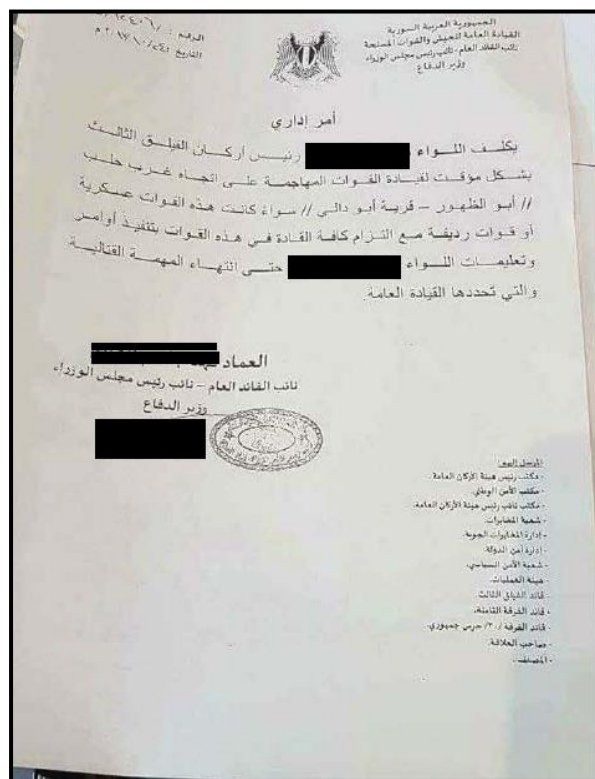 الجمهورية العربية السورية
القيادة العامة للجيش والقوات المسلحة
نائب القائد العام - نائب رئيس مجلس الوزراء
وزير الدفاع
الرقم :
التاريخ :
أمر إداري
يكلف اللواء رئيس أركان الفيلق الثالث
بشكل مؤقت لقيادة القوات المهاجمة على اتجاه غرب حلب
// أبو الظهور – قرية أبو دالي // سواءً كانت هذه القوات عسكرية
أو قوات رديفة مع التزام كافة القادة في هذه القوات بتنفيذ أوامر
وتعليمات اللواء حتى انتهاء المهمة القتالية
والتي تحددها القيادة العامة.
العماد
نائب القائد العام – نائب رئيس مجلس الوزراء
وزير الدفاع
المرسل إليهم:
- مكتب رئيس هيئة الأركان العامة.
- مكتب الأمن الوطني.
- مكتب نائب رئيس هيئة الأركان العامة.
- شعبة المخابرات.
- إدارة المخابرات الجوية.
- إدارة أمن الدولة.
- شعبة الأمن السياسي.
- هيئة العمليات.
- قائد الفيلق الثالث.
- قائد الفرقة الثامنة.
- قائد الفرقة /٣٠/ حرس جمهوري.
- صاحب العلاقة.
- المصنف.